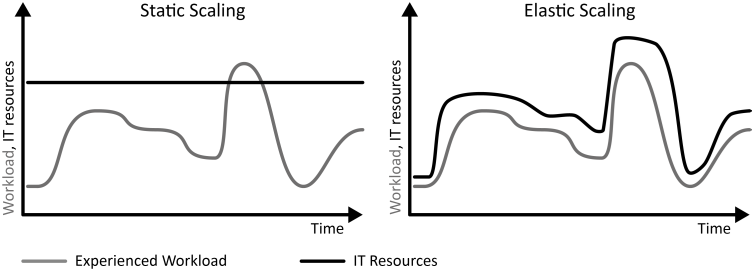 Static Scaling
Workload, IT resources
Time
Elastic Scaling
Workload, IT resources
Time
Experienced Workload
IT Resources